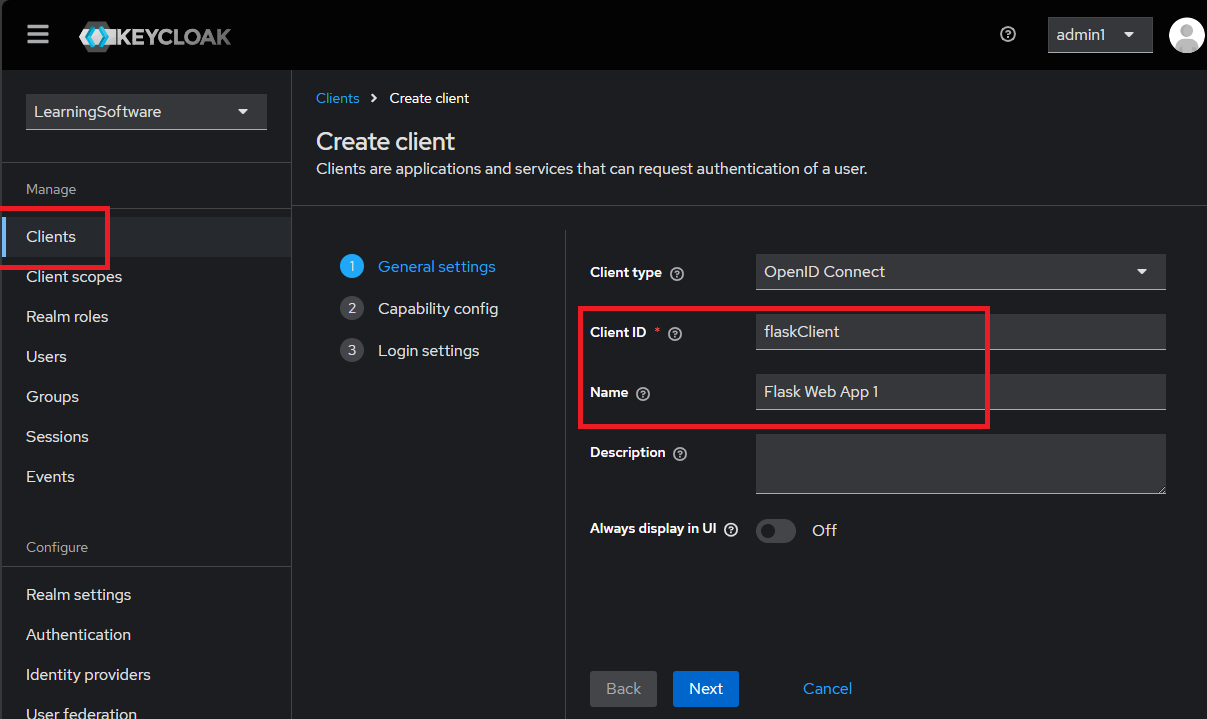 KEYCLOAK
admin1
LearningSoftware
Manage
Clients
Client scopes
Realm roles
Users
Groups
Sessions
Events
Configure
Realm settings
Authentication
Identity providers
User federation
Clients > Create client
Create client
Clients are applications and services that can request authentication of a user.
1 General settings
2 Capability config
3 Login settings
Client type ?
OpenID Connect
Client ID * ?
flaskClient
Name ?
Flask Web App 1
Description ?
Always display in UI ?
Off
Back Next Cancel